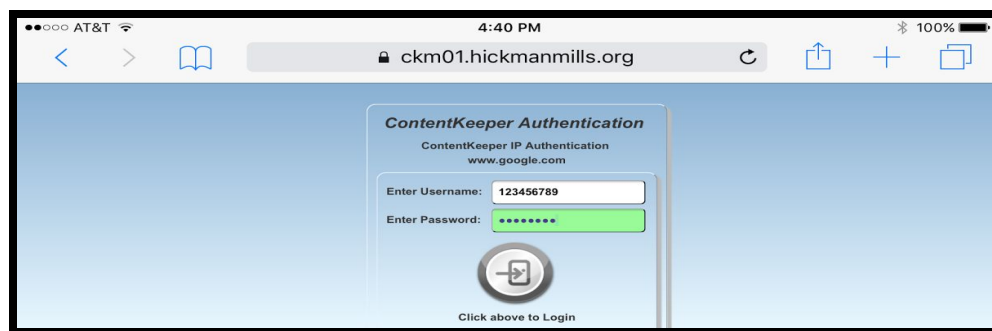 AT&T 4:40 PM 100%
ckm01.hickmanmills.org
ContentKeeper Authentication
ContentKeeper IP Authentication
www.google.com
Enter Username: 123456789
Enter Password: ••••••••
Click above to Login